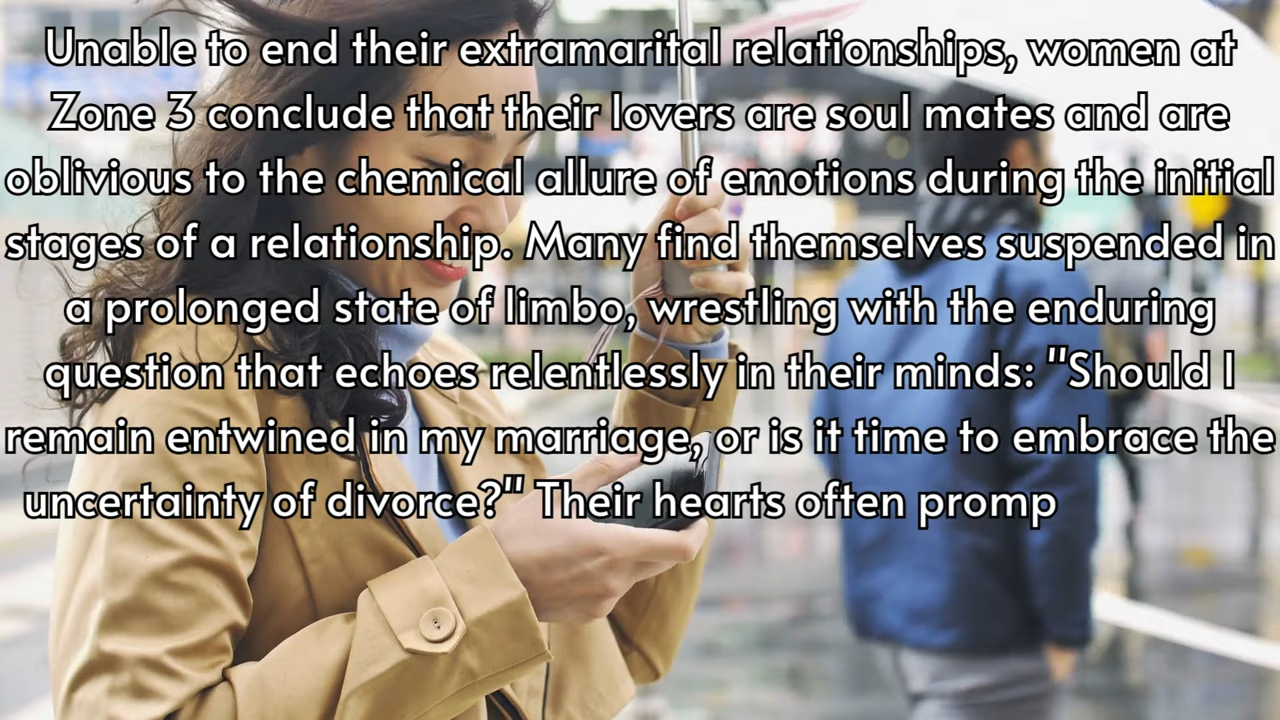 Unable to end their extramarital relationships, women at
Zone 3 conclude that their lovers are soul mates and are
oblivious to the chemical allure of emotions during the initial
stages of a relationship. Many find themselves suspended in
a prolonged state of limbo, wrestling with the enduring
question that echoes relentlessly in their minds: "Should I
remain entwined in my marriage, or is it time to embrace the
uncertainty of divorce?" Their hearts often promp